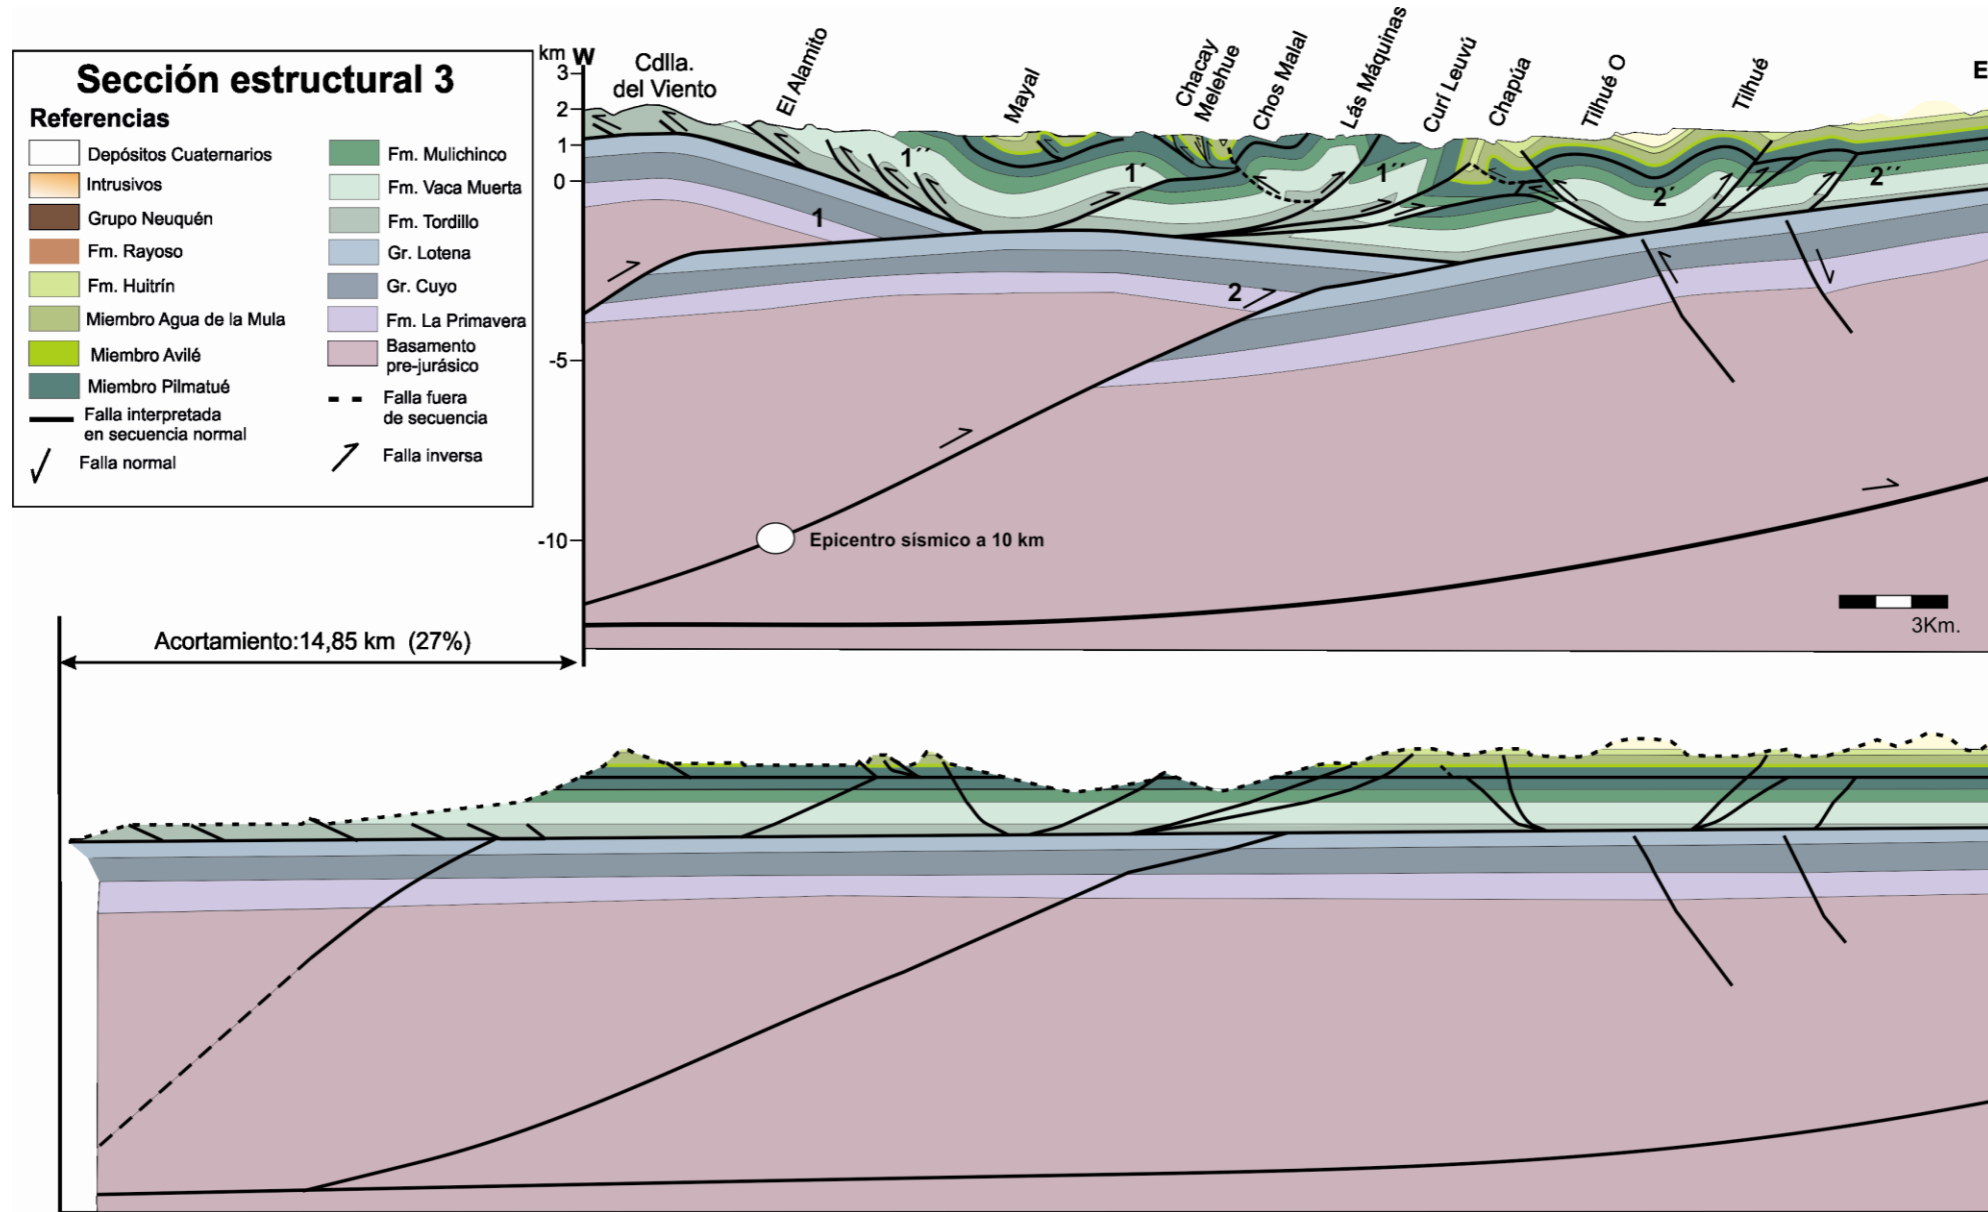 Sección estructural 3
Referencias
Depósitos Cuaternarios
Intrusivos
Grupo Neuquén
Fm. Rayoso
Fm. Huitrín
Miembro Agua de la Mula
Miembro Avilé
Miembro Pilmatué
Falla interpretada
en secuencia normal
Falla normal
Fm. Mulichinco
Fm. Vaca Muerta
Fm. Tordillo
Gr. Lotena
Gr. Cuyo
Fm. La Primavera
Basamento
pre-jurásico
Falla fuera
de secuencia
Falla inversa
km W
3
2
1
0
-5
-10
Cdlla.
del Viento
El Alamito
Mayal
Chacay
Melehue
Chos Malal
Lás Máquinas
Curí Leuvú
Chapúa
Tilhué O
Tilhué
E
1´´
1´
1´´
2´
2´´
1
2
Epicentro sísmico a 10 km
3Km.
Acortamiento:14,85 km (27%)